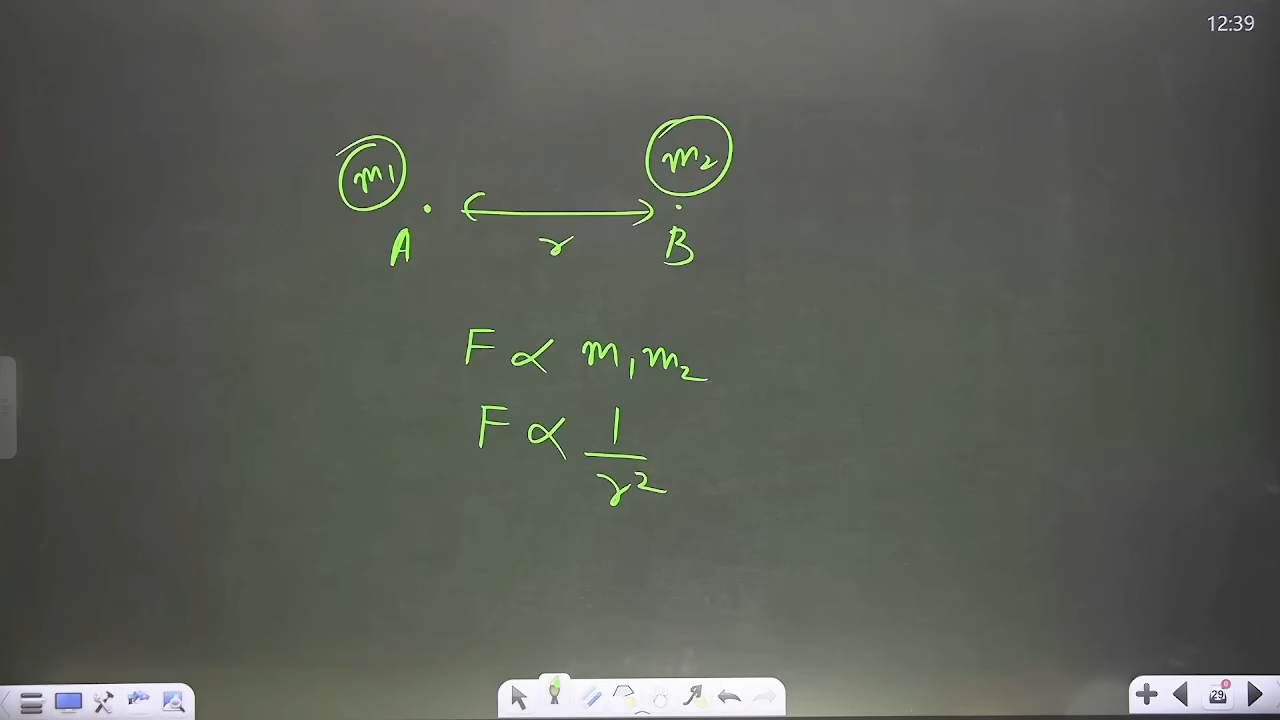 12:39
m₁ m₂
A r B
F ∝ m₁m₂
F ∝ 1/r²
29